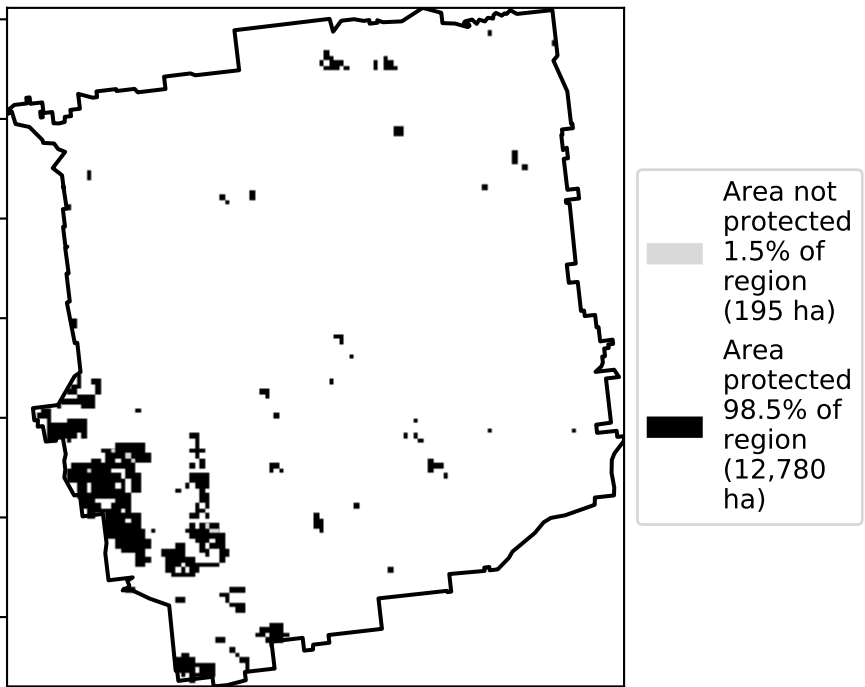 Area not
protected
1.5% of
region
(195 ha)
Area
protected
98.5% of
region
(12,780
ha)